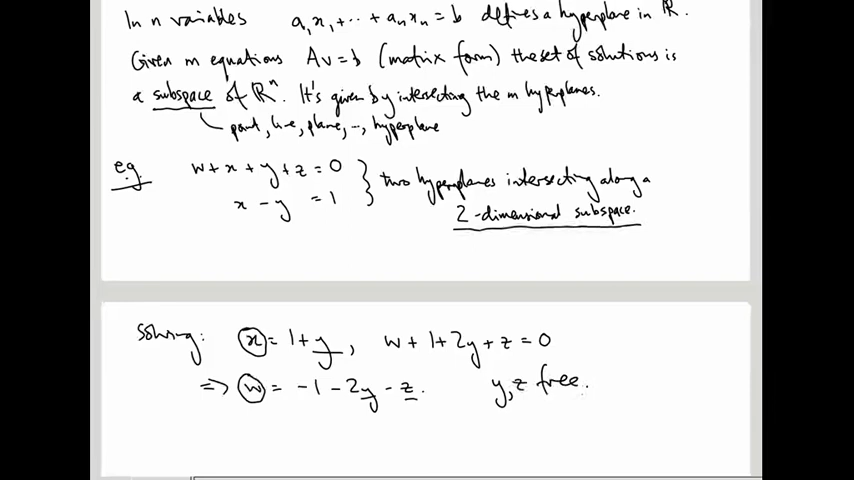 In n variables a₁x₁+⋯+aₙxₙ=b defines a hyperplane in ℝ.
Given m equations Av=b (matrix form) the set of solutions is
a subspace of ℝⁿ. It's given by intersecting the m hyperplanes.
point, line, plane, ⋯, hyperplane
e.g. w+x+y+z=0 } two hyperplanes intersecting along a
x-y =1 2-dimensional subspace.
Solving: x=1+y, w+1+2y+z=0
⇒ w = -1-2y-z. y,z free.